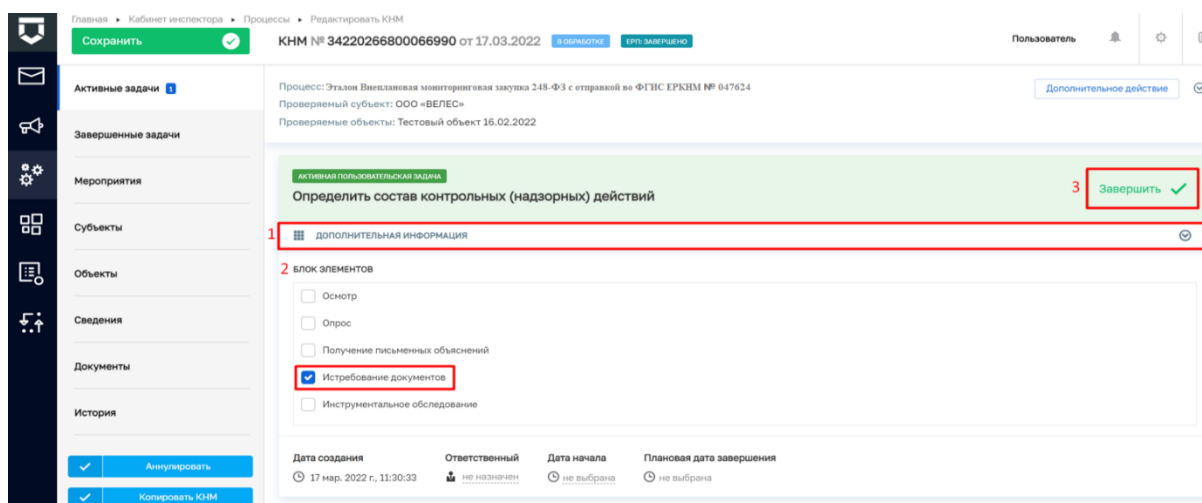 Главная ▸ Кабинет инспектора ▸ Процессы ▸ Редактировать КНМ
Сохранить
КНМ № 34220266800066990 от 17.03.2022 В ОБРАБОТКЕ ЕРП: ЗАВЕРШЕНО
Пользователь
Активные задачи 1
Завершенные задачи
Мероприятия
Субъекты
Объекты
Сведения
Документы
История
Аннулировать
Копировать КНМ
Процесс: Эталон Внеплановая мониторинговая закупка 248-ФЗ с отправкой во ФГИС ЕРКНМ № 047624
Дополнительное действие
Проверяемый субъект: ООО «ВЕЛЕС»
Проверяемые объекты: Тестовый объект 16.02.2022
АКТИВНАЯ ПОЛЬЗОВАТЕЛЬСКАЯ ЗАДАЧА
Определить состав контрольных (надзорных) действий
3 Завершить
1 ДОПОЛНИТЕЛЬНАЯ ИНФОРМАЦИЯ
2 БЛОК ЭЛЕМЕНТОВ
Осмотр
Опрос
Получение письменных объяснений
Истребование документов
Инструментальное обследование
Дата создания Ответственный Дата начала Плановая дата завершения
17 мар. 2022 г., 11:30:33 не назначен не выбрана не выбрана